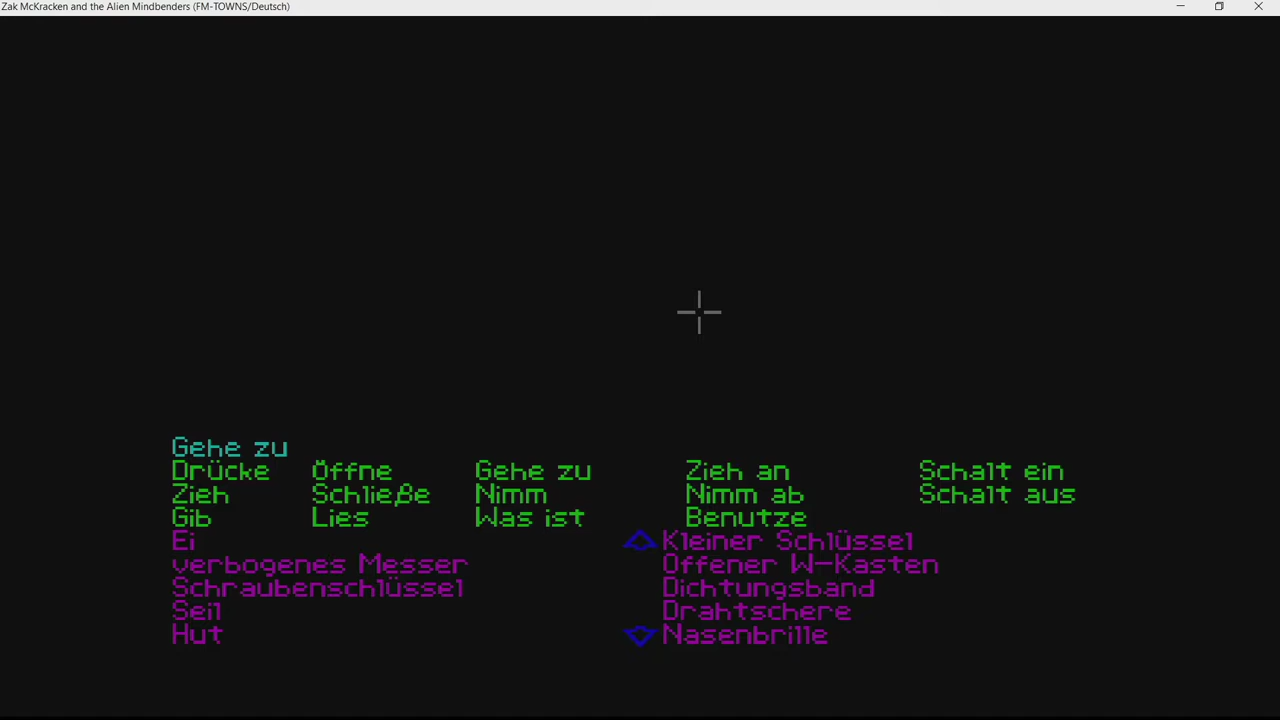 Zak McKracken and the Alien Mindbenders (FM-TOWNS/Deutsch)
Gehe zu
Drücke Öffne Gehe zu Zieh an Schalt ein
Zieh Schließe Nimm Nimm ab Schalt aus
Gib Lies Was ist Benutze
Ei Kleiner Schlüssel
verbogenes Messer Offener W-Kasten
Schraubenschlüssel Dichtungsband
Seil Drahtschere
Hut Nasenbrille